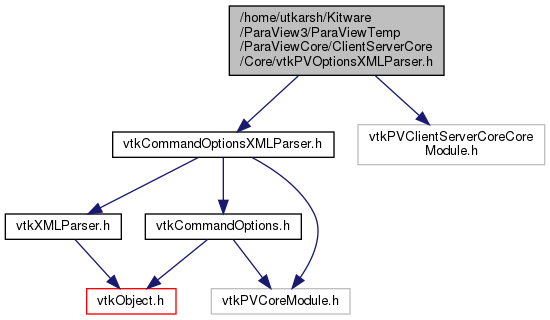 /home/utkarsh/Kitware
/ParaView3/ParaViewTemp
/ParaViewCore/ClientServerCore
/Core/vtkPVOptionsXMLParser.h
vtkCommandOptionsXMLParser.h
vtkPVClientServerCoreCore
Module.h
vtkXMLParser.h
vtkCommandOptions.h
vtkObject.h
vtkPVCoreModule.h